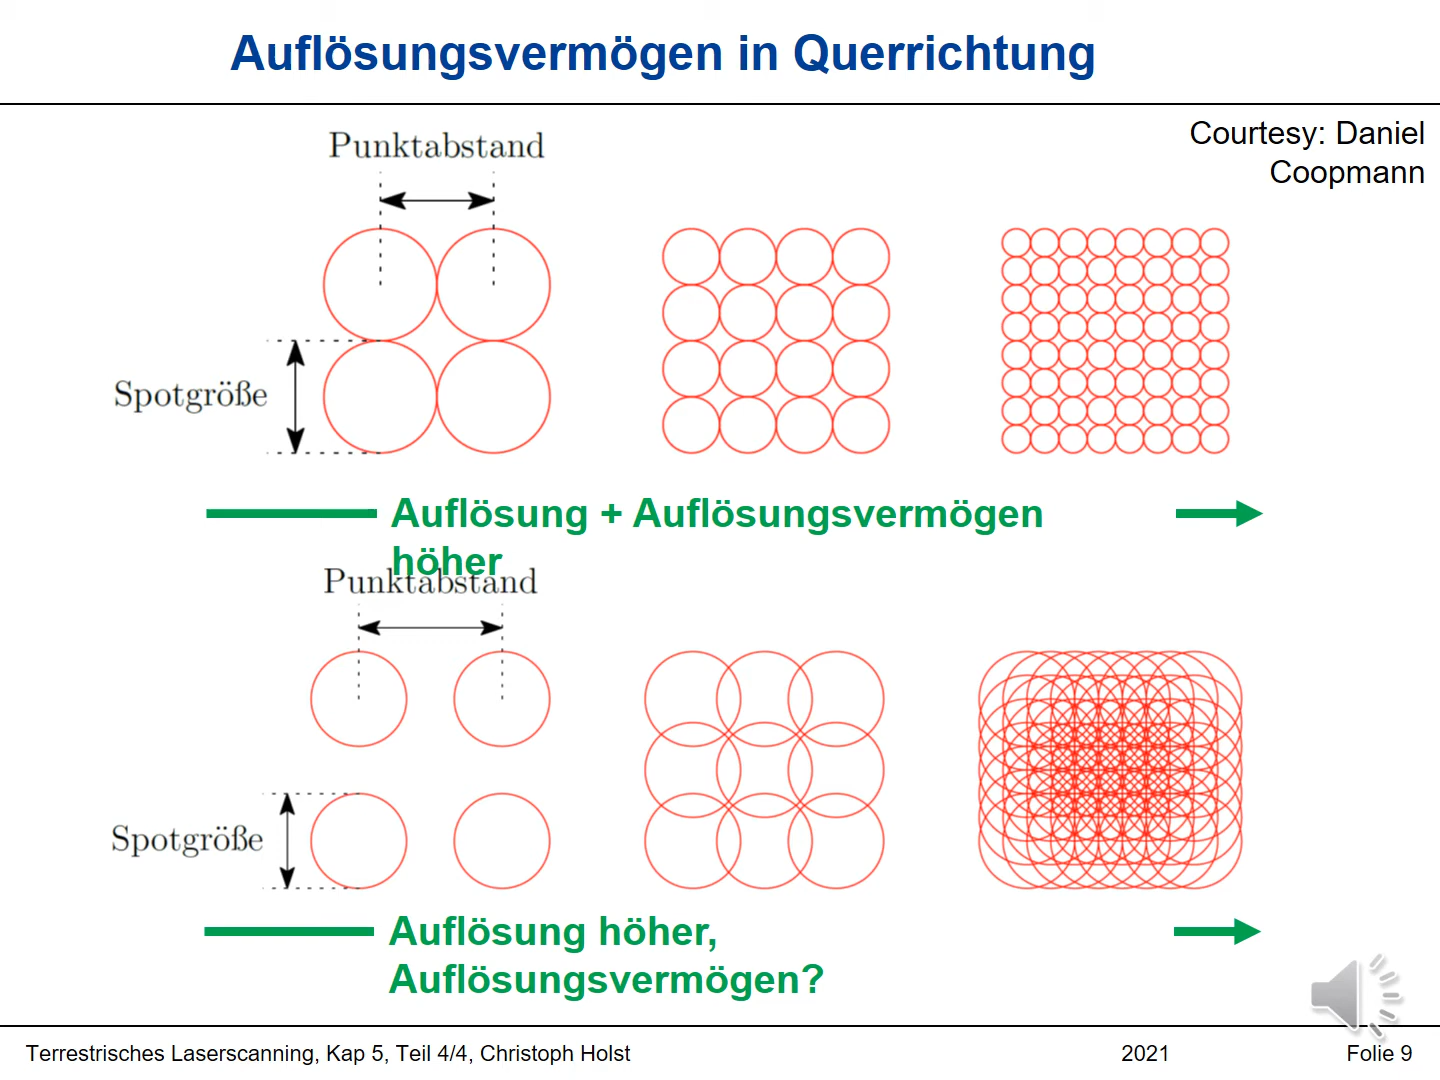 Auflösungsvermögen in Querrichtung
Courtesy: Daniel
Coopmann
Punktabstand
Spotgröße
Auflösung + Auflösungsvermögen
höher
Punktabstand
Spotgröße
Auflösung höher,
Auflösungsvermögen?
Terrestrisches Laserscanning, Kap 5, Teil 4/4, Christoph Holst
2021
Folie 9